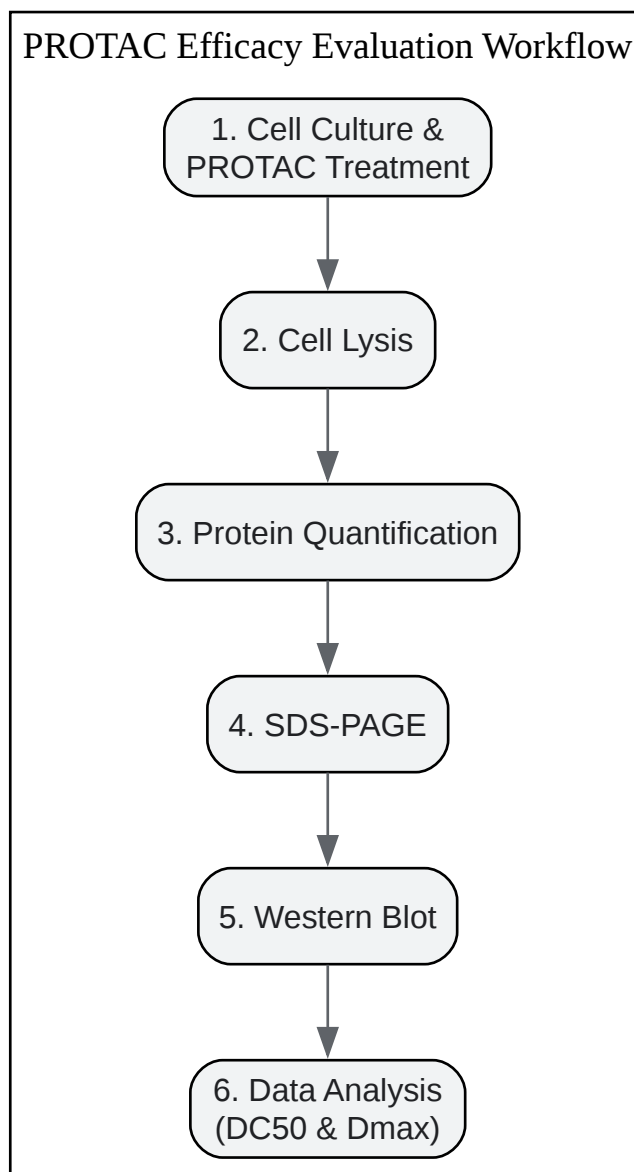 PROTAC Efficacy Evaluation Workflow
1. Cell Culture &
PROTAC Treatment
2. Cell Lysis
3. Protein Quantification
4. SDS-PAGE
5. Western Blot
6. Data Analysis
(DC50 & Dmax)